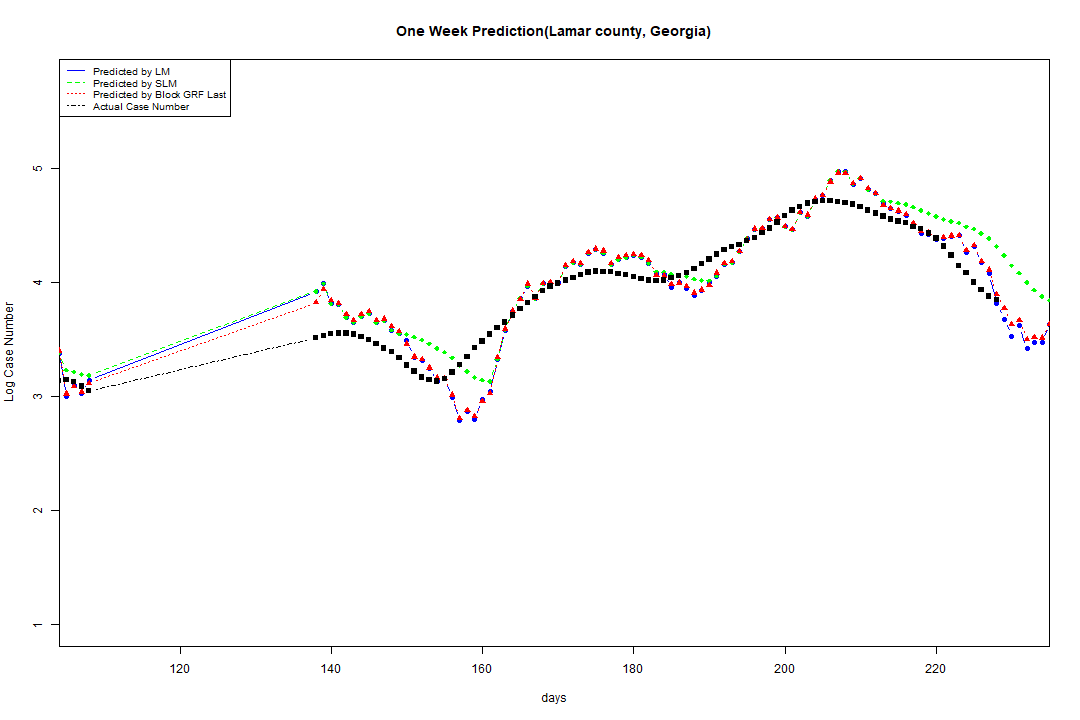 One Week Prediction(Lamar county, Georgia)
Predicted by LM
Predicted by SLM
Predicted by Block GRF Last
Actual Case Number
Log Case Number
5
4
3
2
1
120 140 160 180 200 220
days